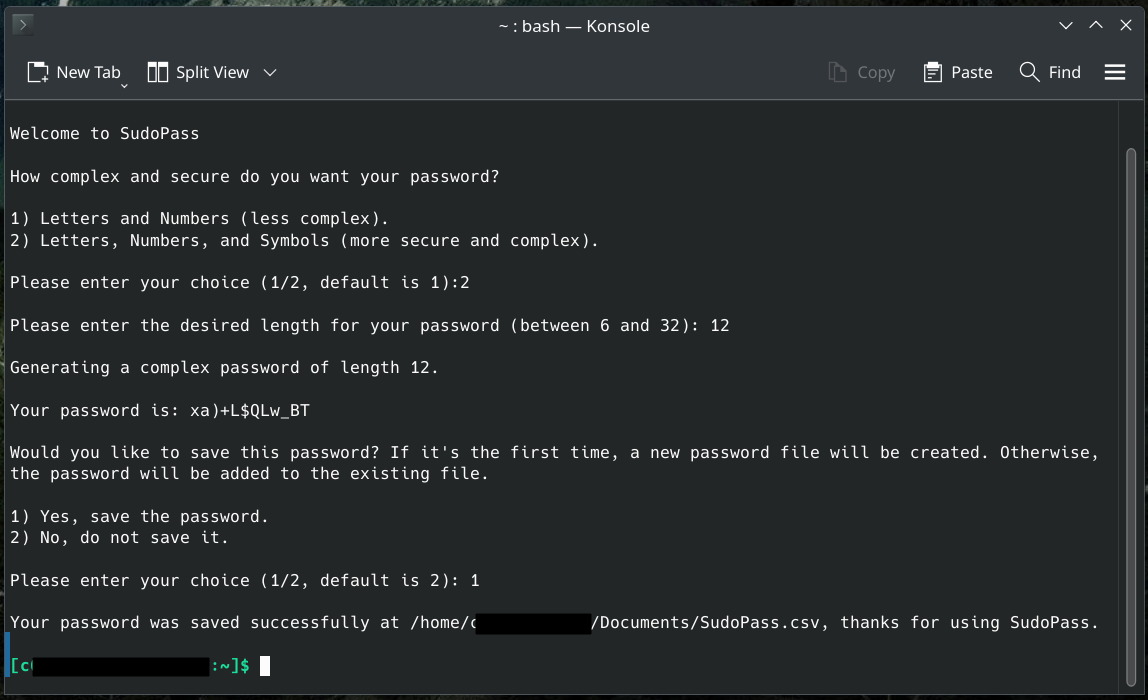 ~ : bash — Konsole
New Tab
Split View
Copy
Paste
Find
Welcome to SudoPass
How complex and secure do you want your password?
1) Letters and Numbers (less complex).
2) Letters, Numbers, and Symbols (more secure and complex).
Please enter your choice (1/2, default is 1):2
Please enter the desired length for your password (between 6 and 32): 12
Generating a complex password of length 12.
Your password is: xa)+L$QLw_BT
Would you like to save this password? If it's the first time, a new password file will be created. Otherwise,
the password will be added to the existing file.
1) Yes, save the password.
2) No, do not save it.
Please enter your choice (1/2, default is 2): 1
Your password was saved successfully at /home/c /Documents/SudoPass.csv, thanks for using SudoPass.
[c :~]$